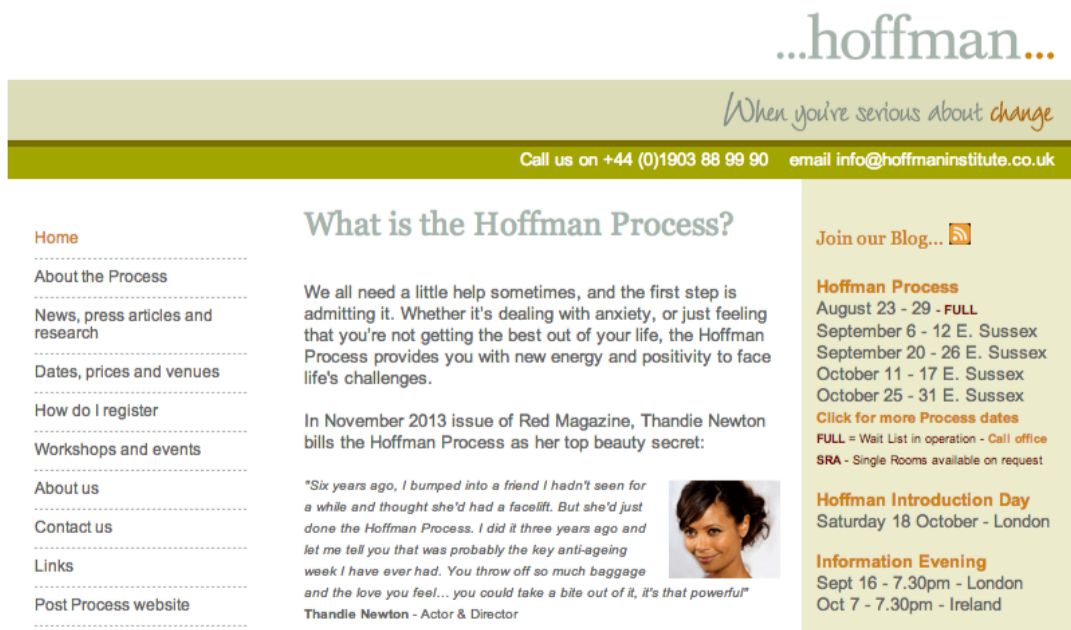 ...hoffman...
When you're serious about change
Call us on +44 (0)1903 88 99 90 email info@hoffmaninstitute.co.uk
Home
About the Process
News, press articles and
research
Dates, prices and venues
How do I register
Workshops and events
About us
Contact us
Links
Post Process website
What is the Hoffman Process?
We all need a little help sometimes, and the first step is
admitting it. Whether it's dealing with anxiety, or just feeling
that you're not getting the best out of your life, the Hoffman
Process provides you with new energy and positivity to face
life's challenges.
In November 2013 issue of Red Magazine, Thandie Newton
bills the Hoffman Process as her top beauty secret:
"Six years ago, I bumped into a friend I hadn't seen for
a while and thought she'd had a facelift. But she'd just
done the Hoffman Process. I did it three years ago and
let me tell you that was probably the key anti-ageing
week I have ever had. You throw off so much baggage
and the love you feel... you could take a bite out of it, it's that powerful"
Thandie Newton - Actor & Director
Join our Blog...
Hoffman Process
August 23 - 29 - FULL
September 6 - 12 E. Sussex
September 20 - 26 E. Sussex
October 11 - 17 E. Sussex
October 25 - 31 E. Sussex
Click for more Process dates
FULL = Wait List in operation - Call office
SRA - Single Rooms available on request
Hoffman Introduction Day
Saturday 18 October - London
Information Evening
Sept 16 - 7.30pm - London
Oct 7 - 7.30pm - Ireland